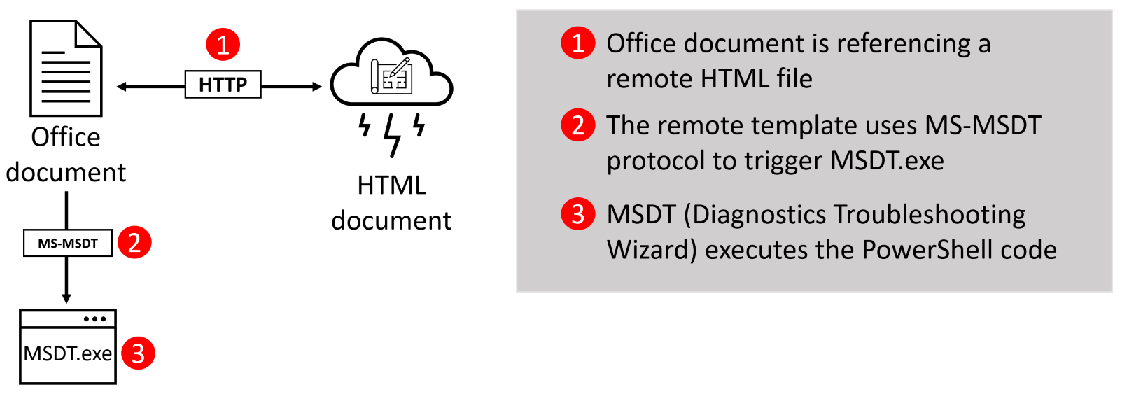 1
HTTP
Office
document
HTML
document
MS-MSDT
2
MSDT.exe
3
1 Office document is referencing a
remote HTML file
2 The remote template uses MS-MSDT
protocol to trigger MSDT.exe
3 MSDT (Diagnostics Troubleshooting
Wizard) executes the PowerShell code